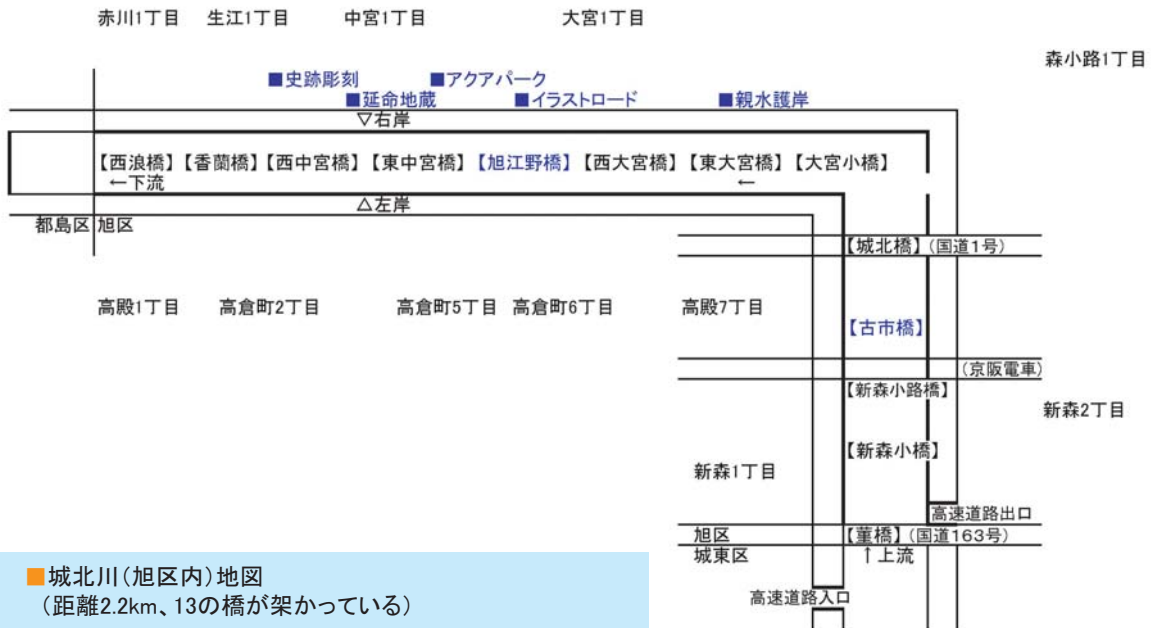 赤川1丁目 生江1丁目 中宮1丁目 大宮1丁目
森小路1丁目
■史跡彫刻 ■アクアパーク
■延命地蔵 ■イラストロード ■親水護岸
▽右岸
【西浪橋】【香蘭橋】【西中宮橋】【東中宮橋】【旭江野橋】【西大宮橋】【東大宮橋】【大宮小橋】
←下流 ←
△左岸
都島区 旭区
【城北橋】(国道1号)
高殿1丁目 高倉町2丁目 高倉町5丁目 高倉町6丁目 高殿7丁目
【古市橋】
(京阪電車)
【新森小路橋】
新森2丁目
【新森小橋】
新森1丁目
高速道路出口
旭区 【菫橋】(国道163号)
城東区 ↑上流
■城北川(旭区内)地図
(距離2.2km、13の橋が架かっている)
高速道路入口